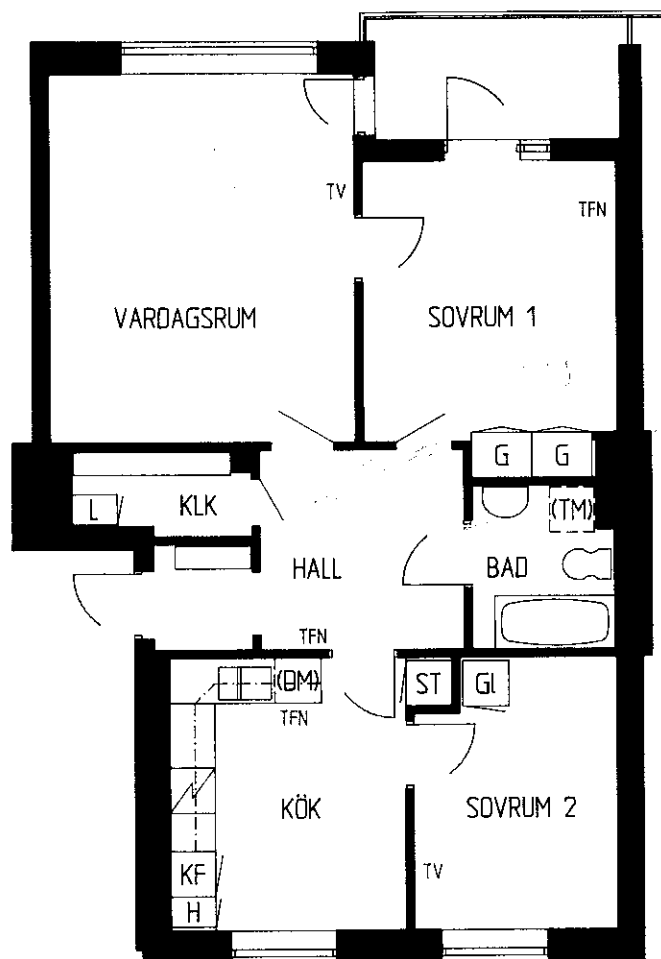 TV
TFN
VARDAGSRUM
SOVRUM 1
G
G
L
KLK
(TM)
HALL
BAD
TFN
(DM)
ST
Gl
TFN
KÖK
SOVRUM 2
KF
TV
H